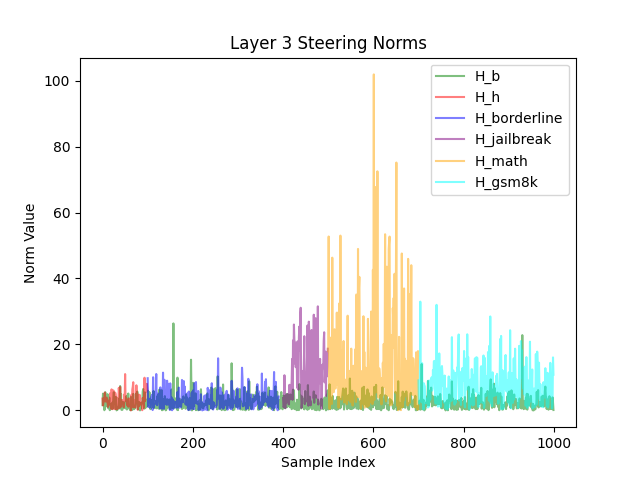 Layer 3 Steering Norms
H_b
H_h
H_borderline
H_jailbreak
H_math
H_gsm8k
Norm Value
100
80
60
40
20
0
0 200 400 600 800 1000
Sample Index